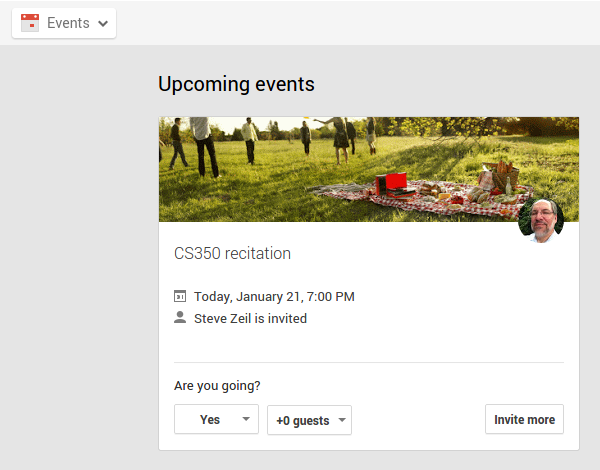 Events
Upcoming events
CS350 recitation
Today, January 21, 7:00 PM
Steve Zeil is invited
Are you going?
Yes
+0 guests
Invite more